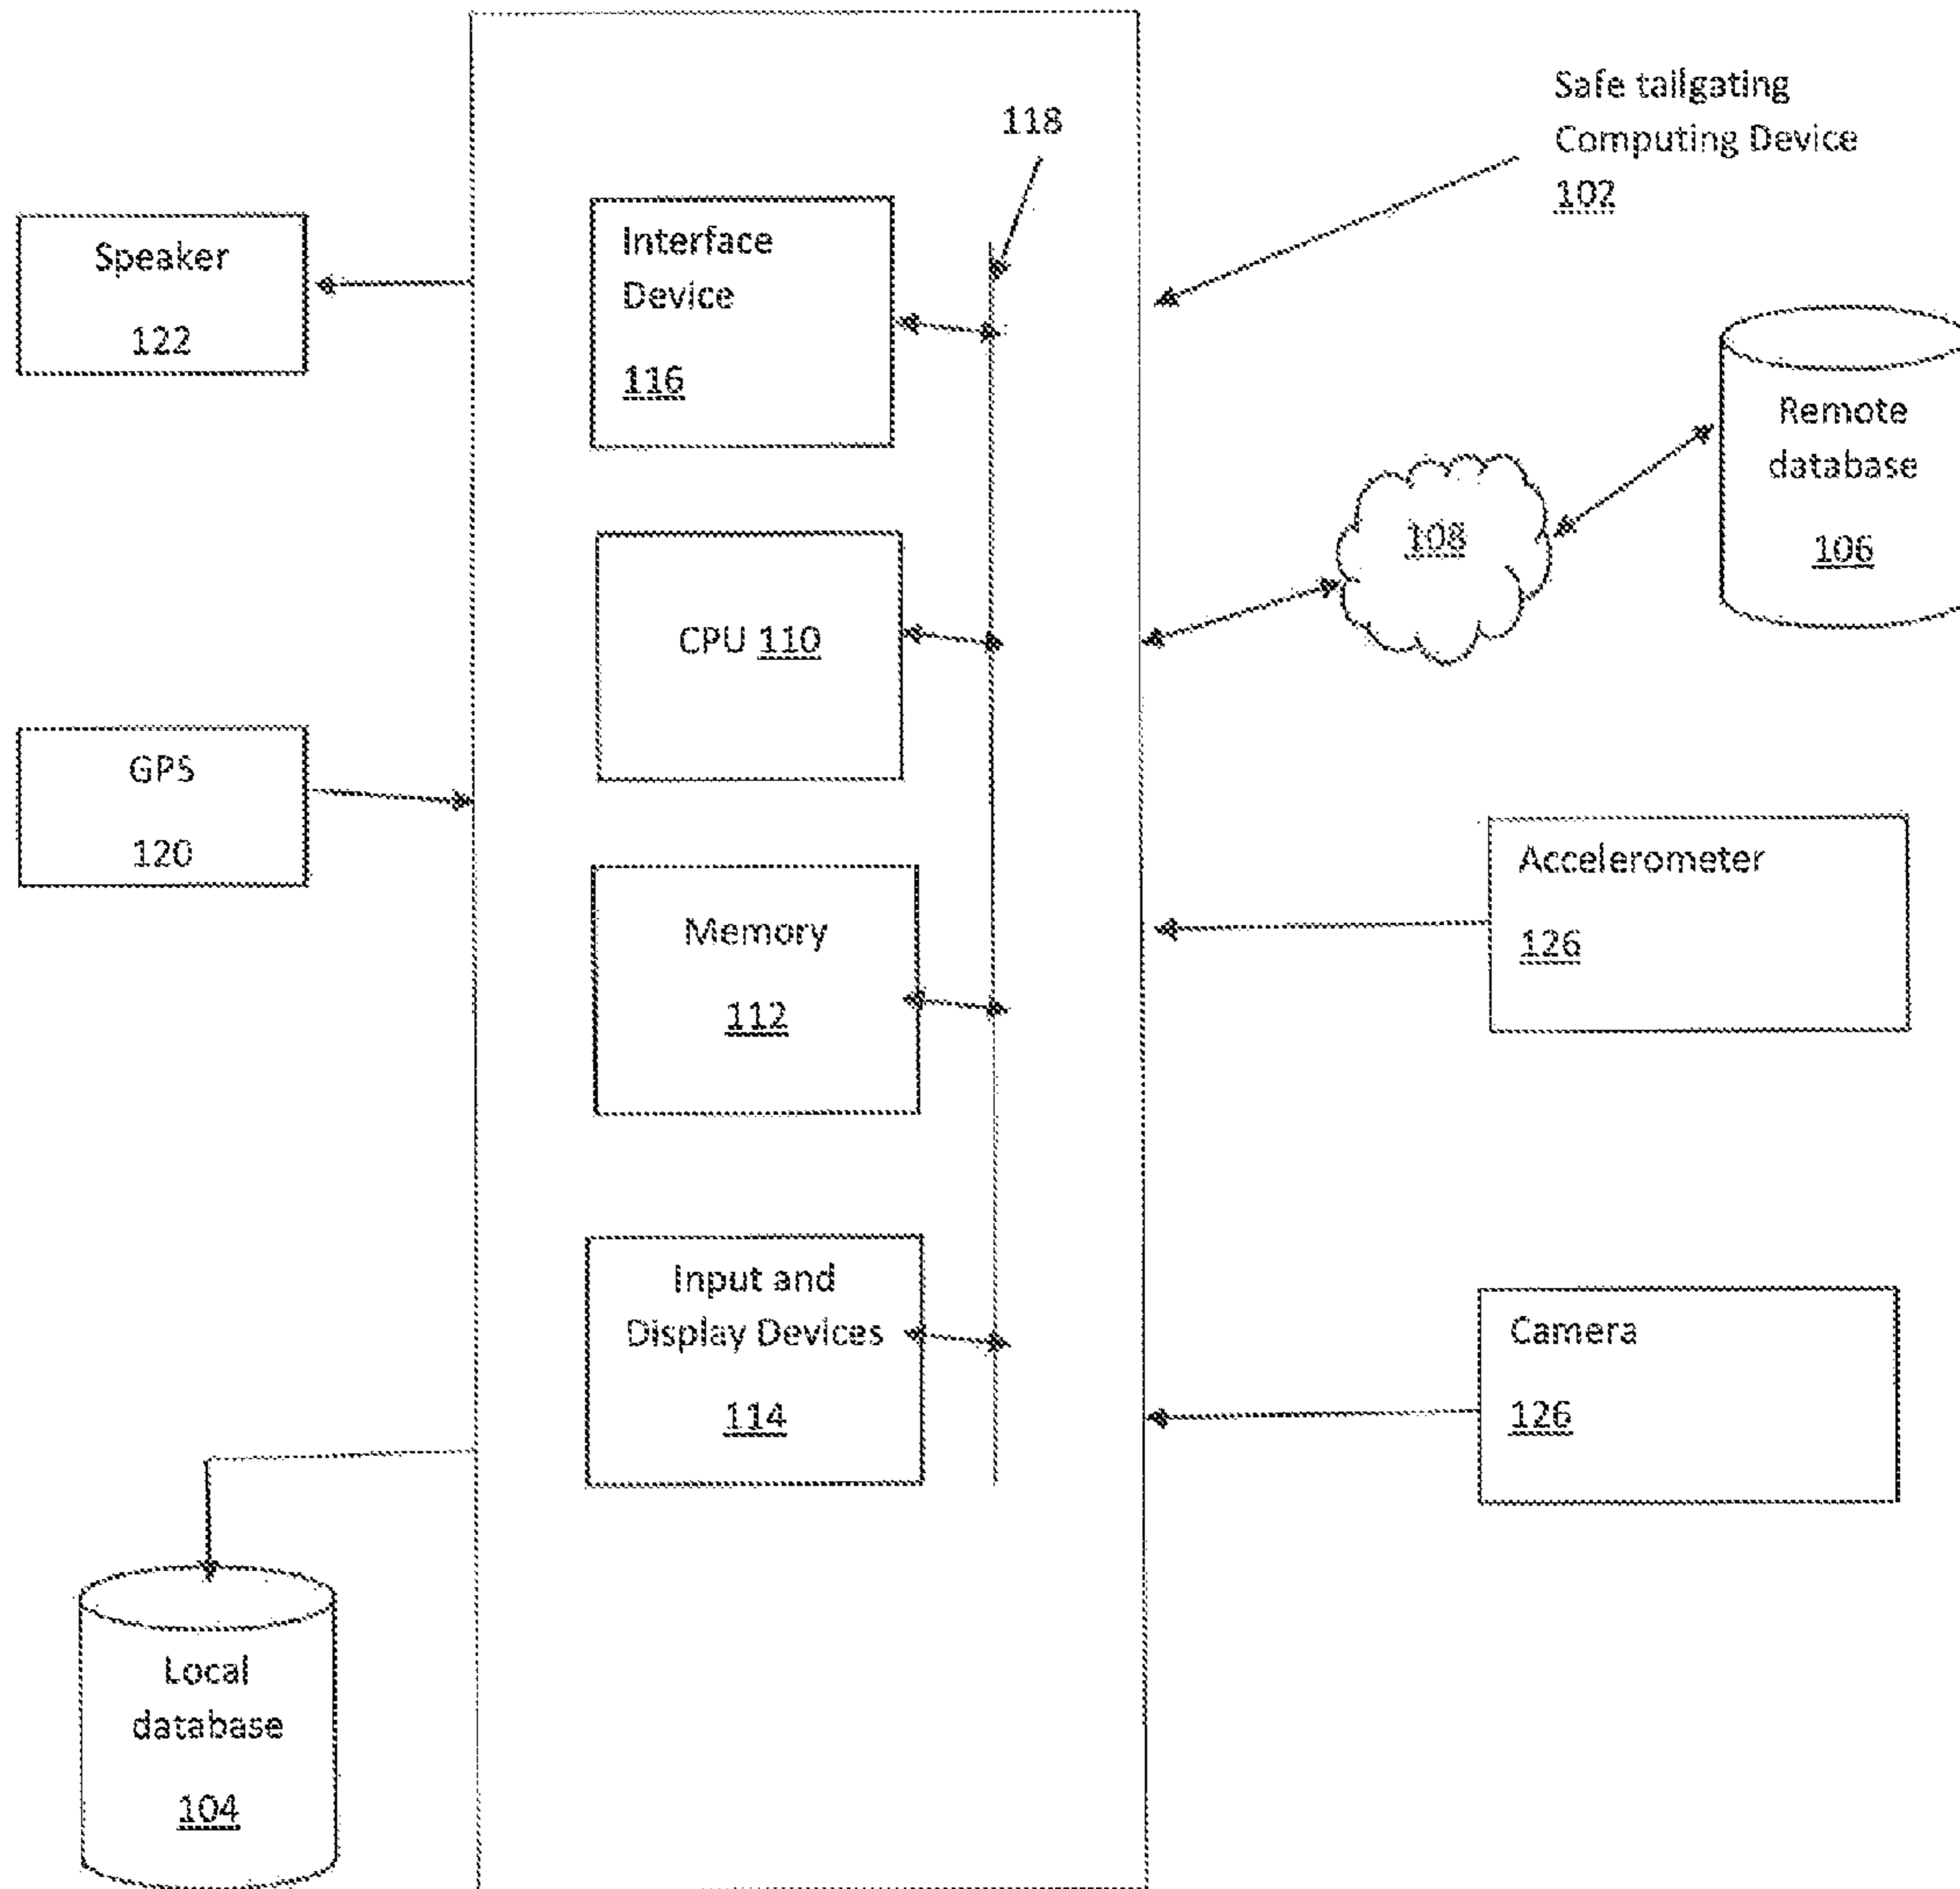 118
Safe tailgating
Computing Device
102
Speaker
122
Interface
Device
116
Remote
database
106
108
CPU 110
GPS
120
Accelerometer
126
Memory
112
Input and
Display Devices
114
Camera
126
Local
database
104